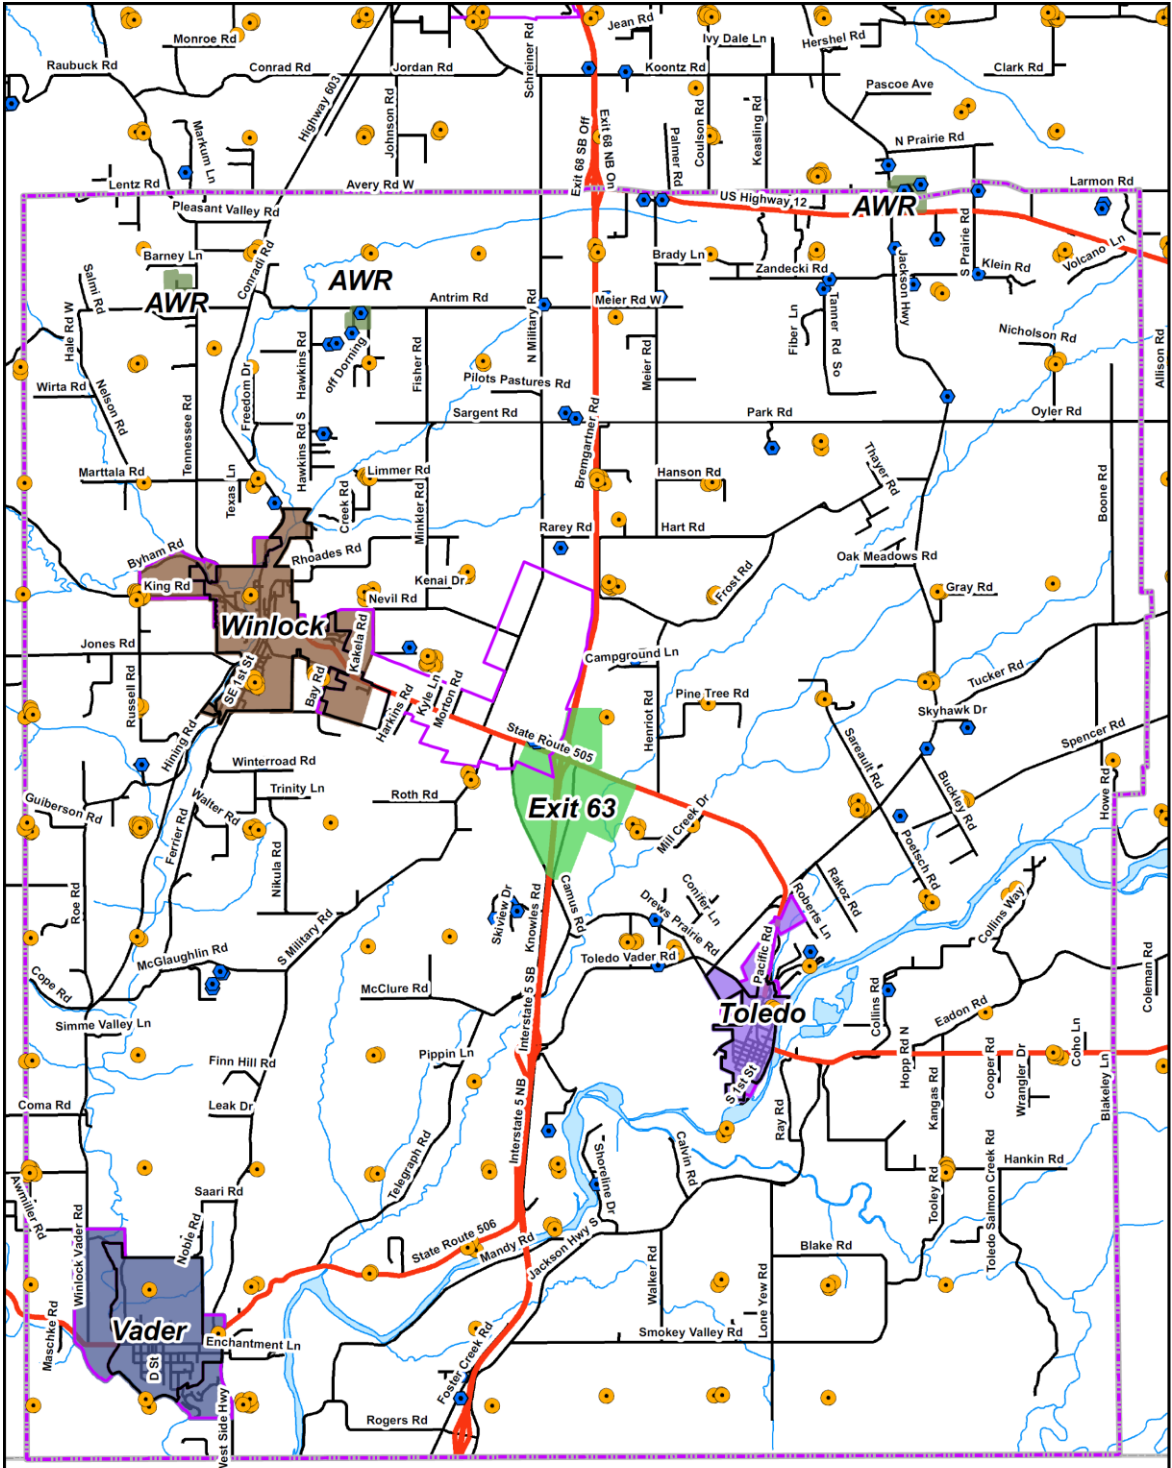 Jean Rd
Monroe Rd
Schreiner Rd
Ivy Dale Ln
Hershel Rd
Raubuck Rd
Conrad Rd
Jordan Rd
Koontz Rd
Clark Rd
Highway 603
Pascoe Ave
Johnson Rd
Markum Ln
Exit 68 SB Off
Exit 68 NB On
Palmer Rd
Coulson Rd
Keasling Rd
N Prairie Rd
Lentz Rd
Avery Rd W
Larmon Rd
US Highway 12
AWR
Pleasant Valley Rd
Barney Ln
Conradi Rd
Brady Ln
Zandecki Rd
Jackson Hwy
S Prairie Rd
Klein Rd
Volcano Ln
Salmi Rd
AWR
AWR
Antrim Rd
Meier Rd W
Hale Rd W
N Military Rd
Fiber Ln
Tanner Rd So
Nicholson Rd
Allison Rd
Hawkins Rd
off Dorning
Fisher Rd
Meier Rd
Wirta Rd
Nelson Rd
Freedom Dr
Pilots Pastures Rd
Tennessee Rd
Sargent Rd
Bremgartner Rd
Park Rd
Oyler Rd
Hawkins Rd S
Marttala Rd
Texas Ln
Limmer Rd
Hanson Rd
Thayer Rd
Boone Rd
Creek Rd
Minkler Rd
Rarey Rd
Hart Rd
Byham Rd
Rhoades Rd
Oak Meadows Rd
King Rd
Kenai Dr
Nevil Rd
Frost Rd
Gray Rd
Winlock
Kakela Rd
Jones Rd
Campground Ln
SE 1st St
Bay Rd
Russell Rd
Harkins Rd
Kyle Ln
Morton Rd
Henriot Rd
Pine Tree Rd
Tucker Rd
Skyhawk Dr
Hining Rd
State Route 505
Sareault Rd
Spencer Rd
Winterroad Rd
Trinity Ln
Roth Rd
Exit 63
Buckley Rd
Howe Rd
Guiberson Rd
Walter Rd
Ferrier Rd
Mill Creek Dr
Poetsch Rd
Nikula Rd
Roe Rd
Skiview Dr
Knowles Rd
Camus Rd
Drews Prairie Rd
Conifer Ln
Roberts Ln
Rakoz Rd
Collins Way
S Military Rd
McGlaughlin Rd
Toledo Vader Rd
Pacific Rd
Cope Rd
McClure Rd
Interstate 5 SB
Toledo
Collins Rd
Eadon Rd
Coleman Rd
Simme Valley Ln
Finn Hill Rd
Pippin Ln
S 1st St
Hopp Rd N
Cooper Rd
Wrangler Dr
Coho Ln
Coma Rd
Leak Dr
Interstate 5 NB
Ray Rd
Kangas Rd
Blakeley Ln
Telegraph Rd
Shoreline Dr
Calvin Rd
Hankin Rd
Awmiller Rd
Saari Rd
Tooley Rd
Toledo Salmon Creek Rd
Winlock Vader Rd
Noble Rd
State Route 506
Mandy Rd
Jackson Hwy S
Blake Rd
Walker Rd
Lone Yew Rd
Maschke Rd
Vader
Enchantment Ln
Smokey Valley Rd
D St
Foster Creek Rd
West Side Hwy
Rogers Rd